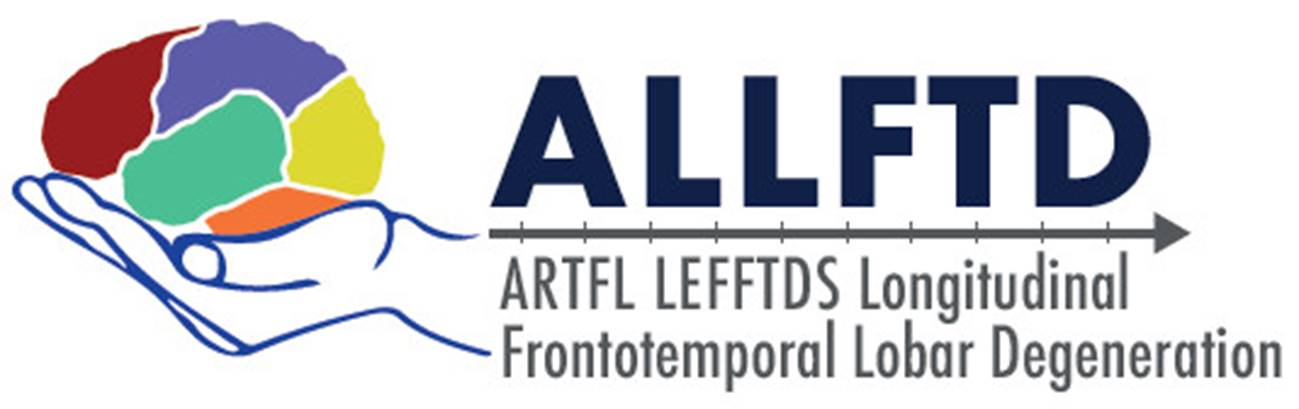 ALLFTD
ARTFL LEFFTDS Longitudinal
Frontotemporal Lobar Degeneration